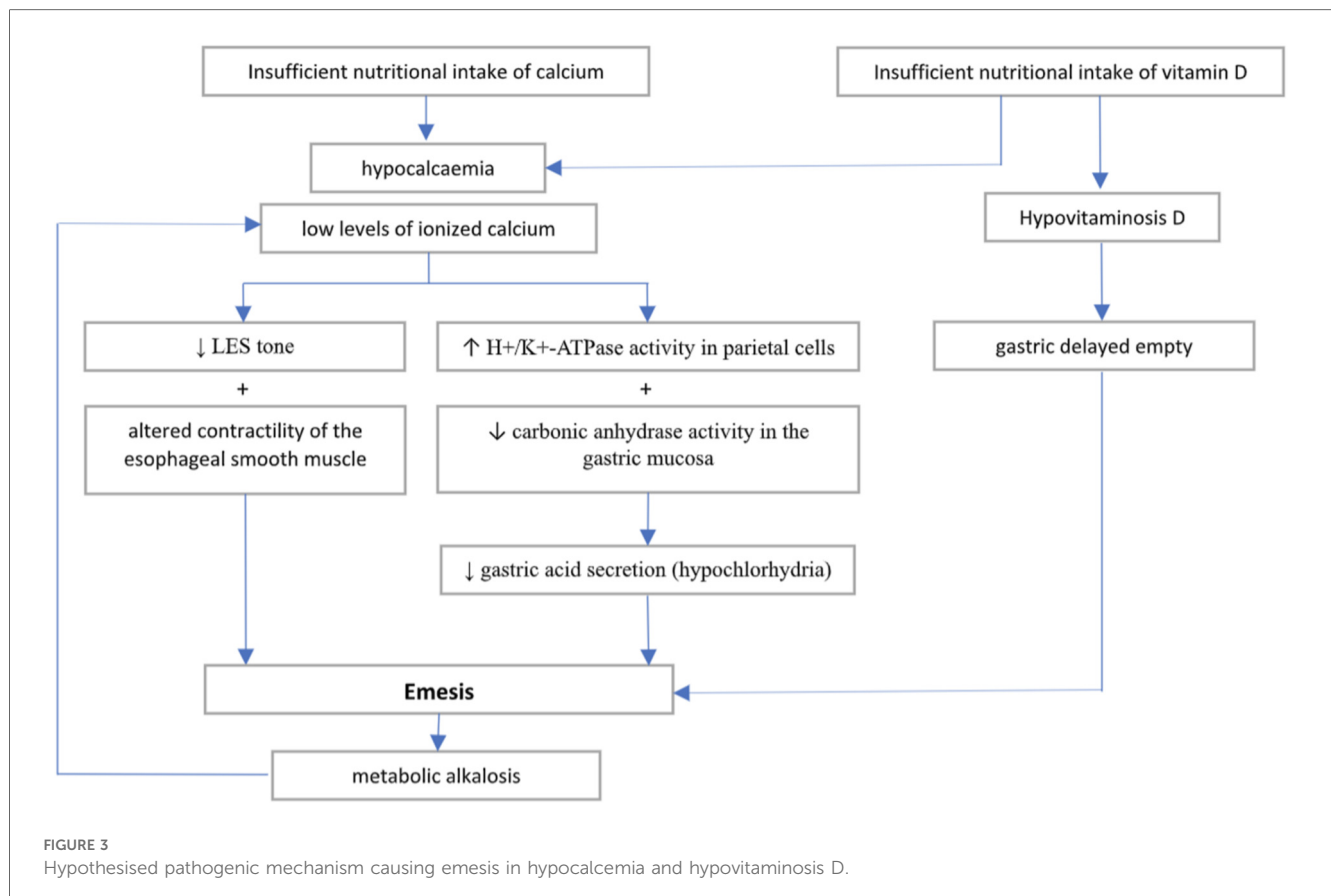 Insufficient nutritional intake of calcium
Insufficient nutritional intake of vitamin D
hypocalcaemia
low levels of ionized calcium
Hypovitaminosis D
↓ LES tone
+
altered contractility of the
esophageal smooth muscle
↑ H+/K+-ATPase activity in parietal cells
+
↓ carbonic anhydrase activity in the
gastric mucosa
gastric delayed empty
↓ gastric acid secretion (hypochlorhydria)
Emesis
metabolic alkalosis
FIGURE 3
Hypothesised pathogenic mechanism causing emesis in hypocalcemia and hypovitaminosis D.